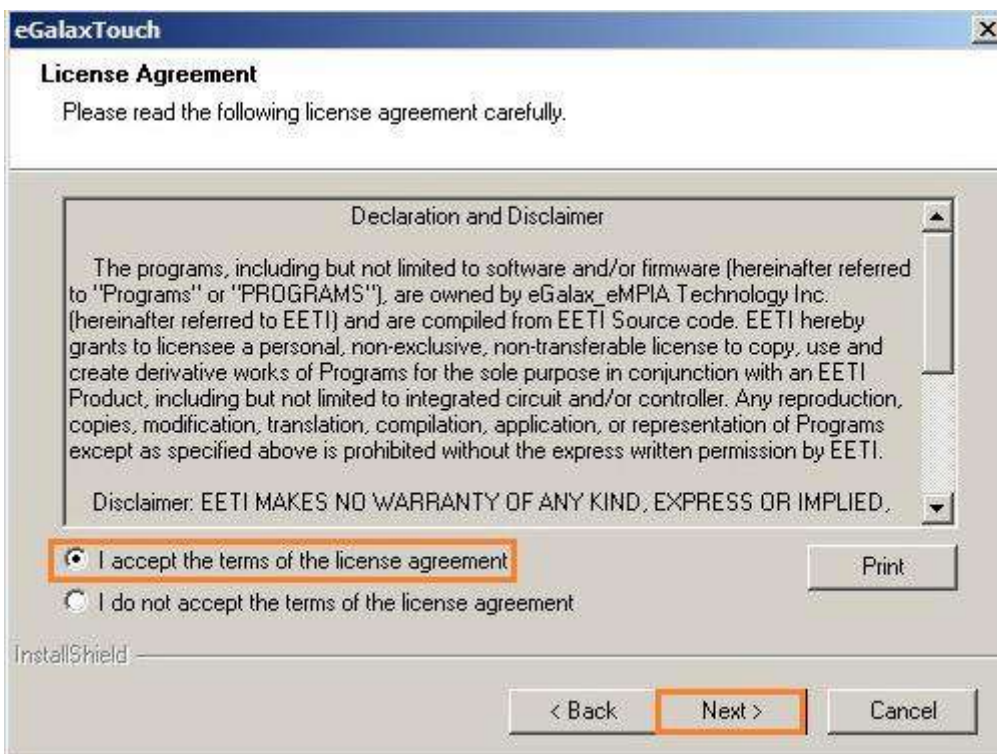 eGalaxTouch
License Agreement
Please read the following license agreement carefully.
Declaration and Disclaimer
The programs, including but not limited to software and/or firmware (hereinafter referred
to "Programs" or "PROGRAMS"), are owned by eGalax_eMPIA Technology Inc.
(hereinafter referred to EETI) and are compiled from EETI Source code. EETI hereby
grants to licensee a personal, non-exclusive, non-transferable license to copy, use and
create derivative works of Programs for the sole purpose in conjunction with an EETI
Product, including but not limited to integrated circuit and/or controller. Any reproduction,
copies, modification, translation, compilation, application, or representation of Programs
except as specified above is prohibited without the express written permission by EETI.
Disclaimer: EETI MAKES NO WARRANTY OF ANY KIND, EXPRESS OR IMPLIED,
I accept the terms of the license agreement
Print
I do not accept the terms of the license agreement
InstallShield
< Back Next > Cancel